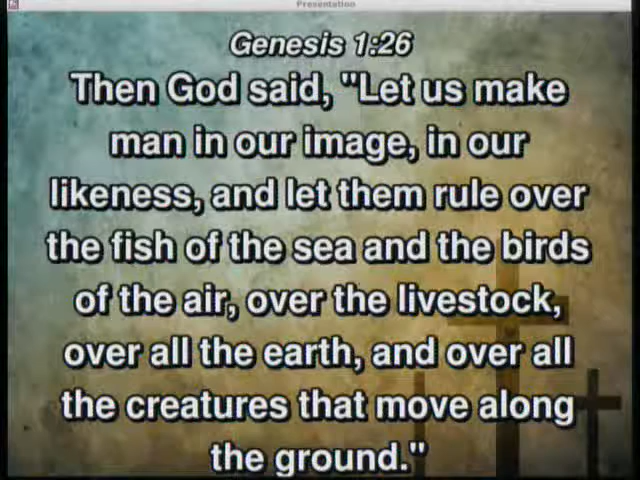 Presentation
Genesis 1:26
Then God said, "Let us make
man in our image, in our
likeness, and let them rule over
the fish of the sea and the birds
of the air, over the livestock,
over all the earth, and over all
the creatures that move along
the ground."